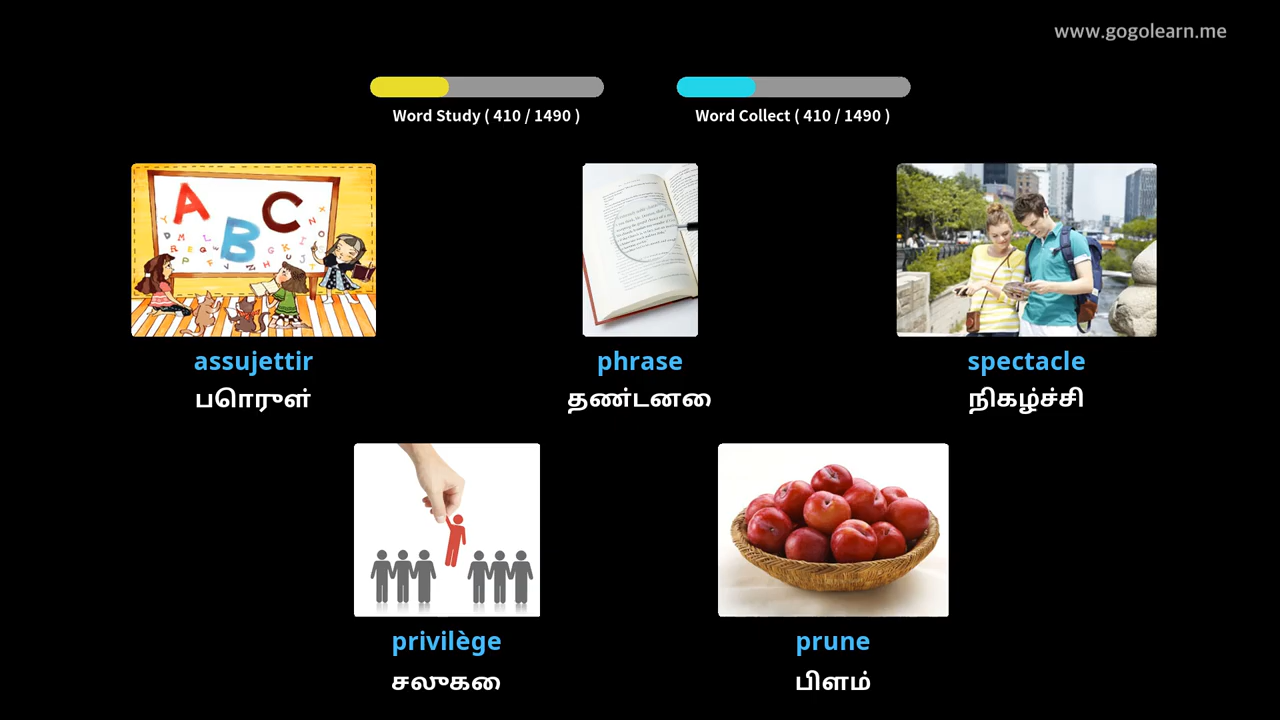 www.gogolearn.me
Word Study ( 410 / 1490 )
Word Collect ( 410 / 1490 )
A B C
assujettir
பொருள்
phrase
தண்டனை
spectacle
நிகழ்ச்சி
privilège
சலுகை
prune
பிளம்